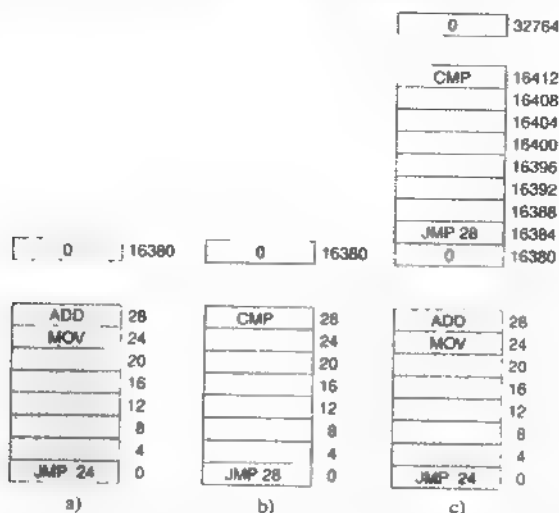 0 32764
CMP 16412
16408
16404
16400
16396
16392
16388
JMP 28 16384
0 16380
0 16380
0 16380
ADD 28
MOV 24
20
16
12
8
4
JMP 24 0
a)
CMP 28
24
20
16
12
8
4
JMP 28 0
b)
ADD 28
MOV 24
20
16
12
8
4
JMP 24 0
c)